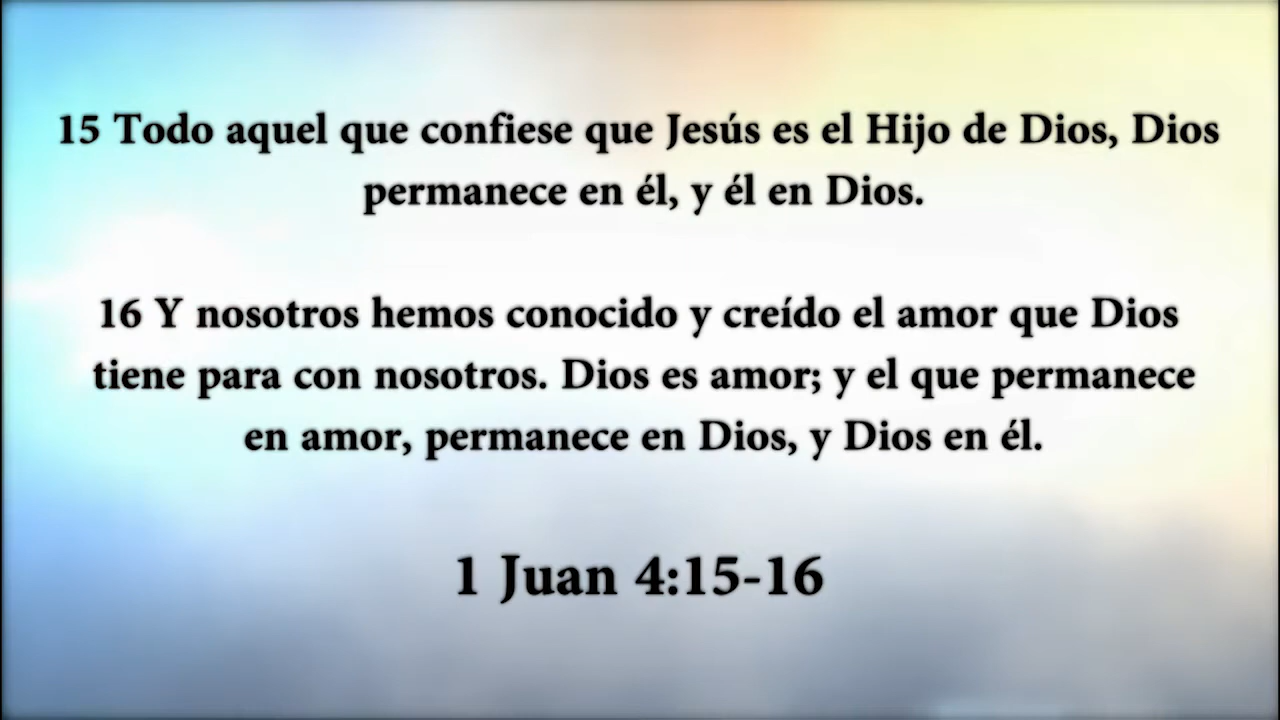 15 Todo aquel que confiese que Jesús es el Hijo de Dios, Dios
permanece en él, y él en Dios.
16 Y nosotros hemos conocido y creído el amor que Dios
tiene para con nosotros. Dios es amor; y el que permanece
en amor, permanece en Dios, y Dios en él.
1 Juan 4:15-16